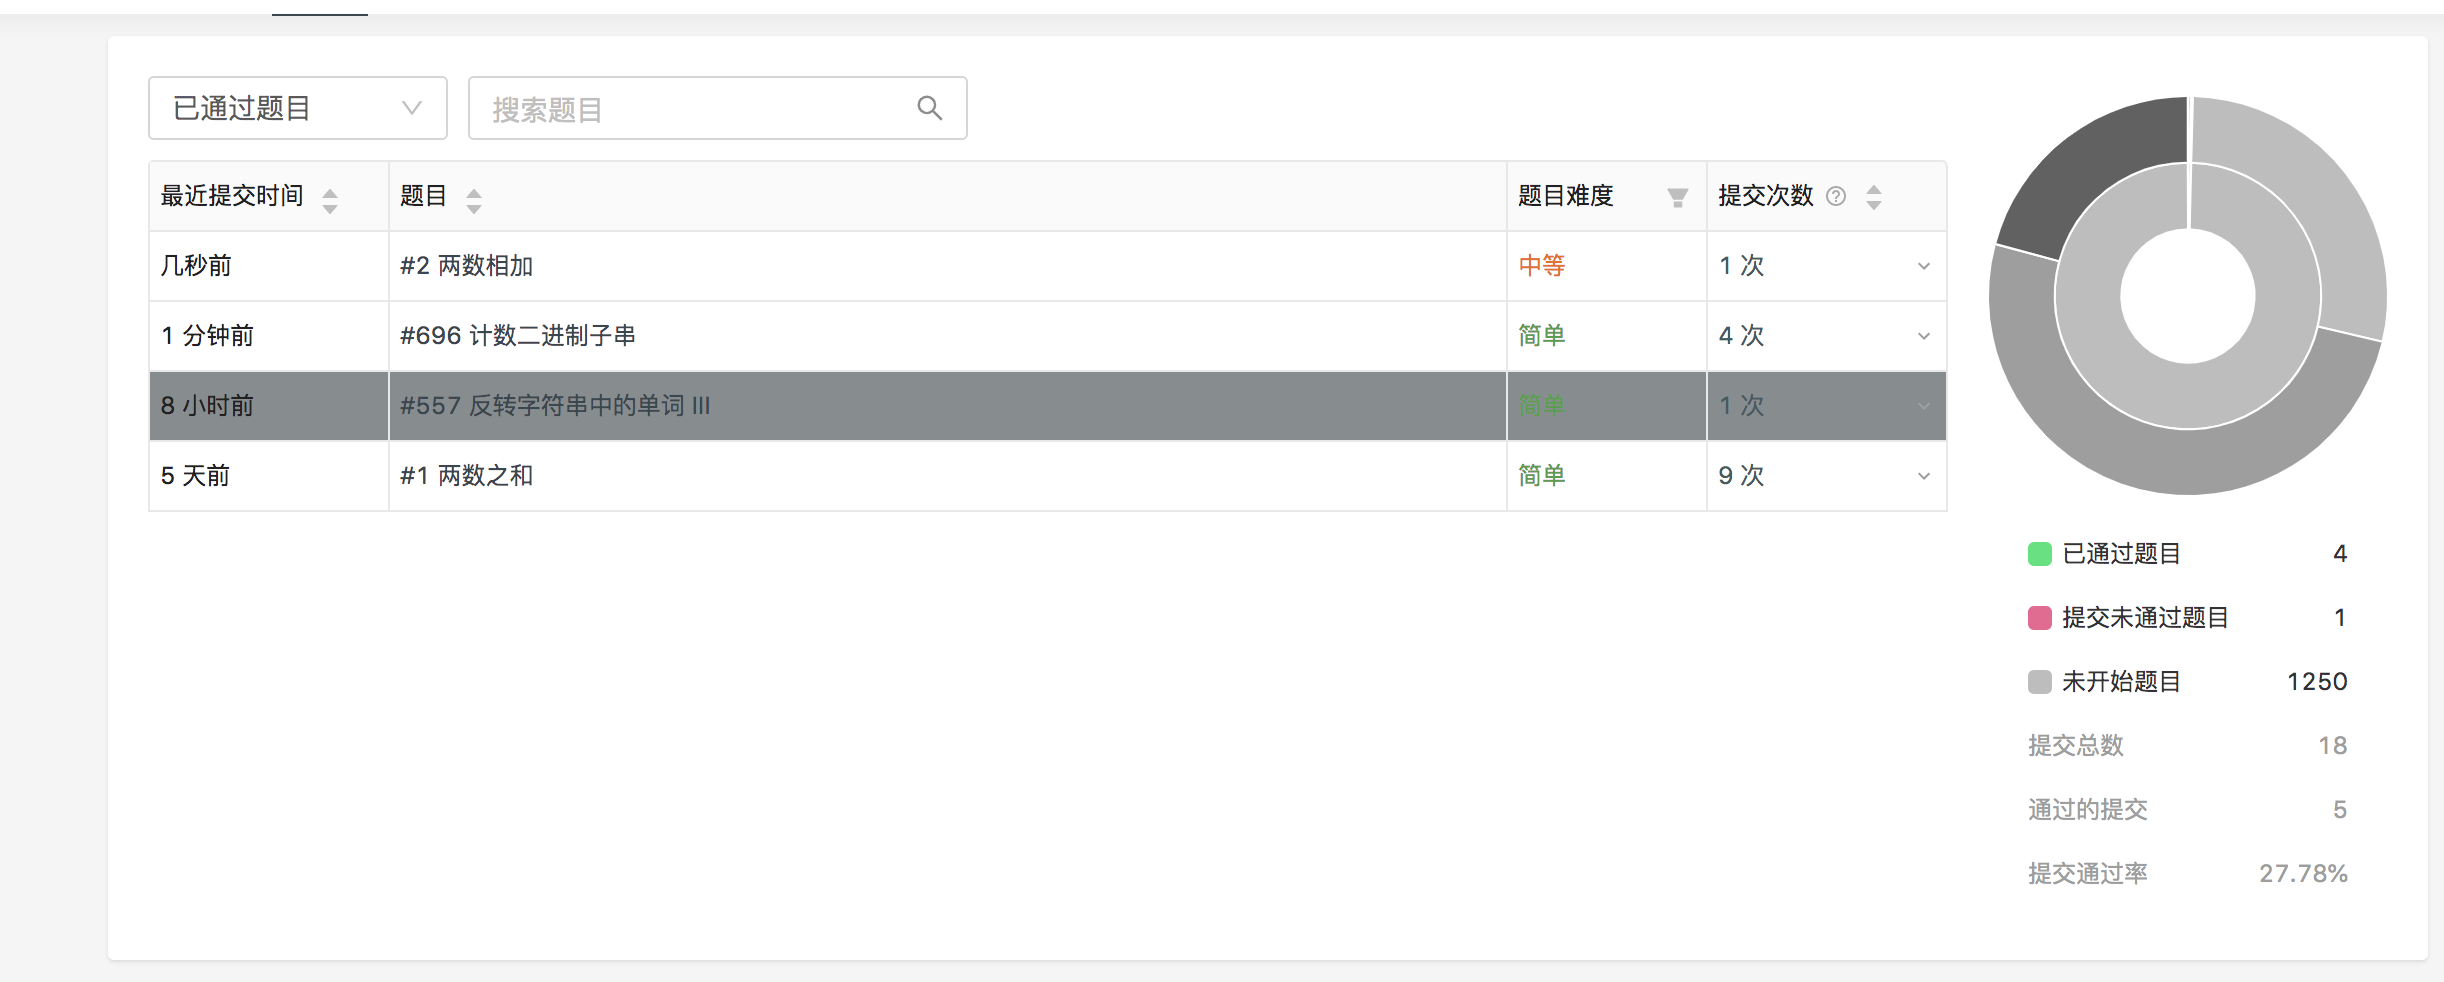 已通过题目 搜索题目
最近提交时间 题目 题目难度 提交次数 ?
几秒前 #2 两数相加 中等 1 次
1 分钟前 #696 计数二进制子串 简单 4 次
8 小时前 #557 反转字符串中的单词 III 简单 1 次
5 天前 #1 两数之和 简单 9 次
已通过题目 4
提交未通过题目 1
未开始题目 1250
提交总数 18
通过的提交 5
提交通过率 27.78%